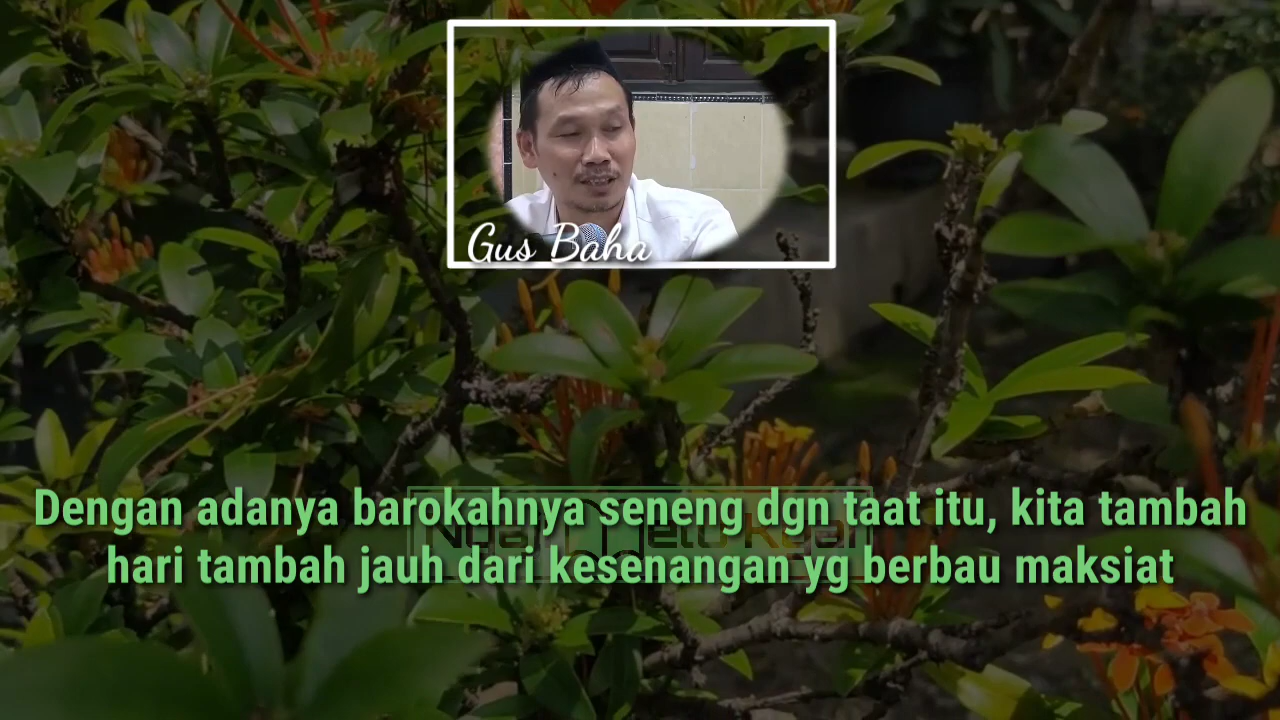 Gus Baha
Dengan adanya barokahnya seneng dgn taat itu, kita tambah
hari tambah jauh dari kesenangan yg berbau maksiat